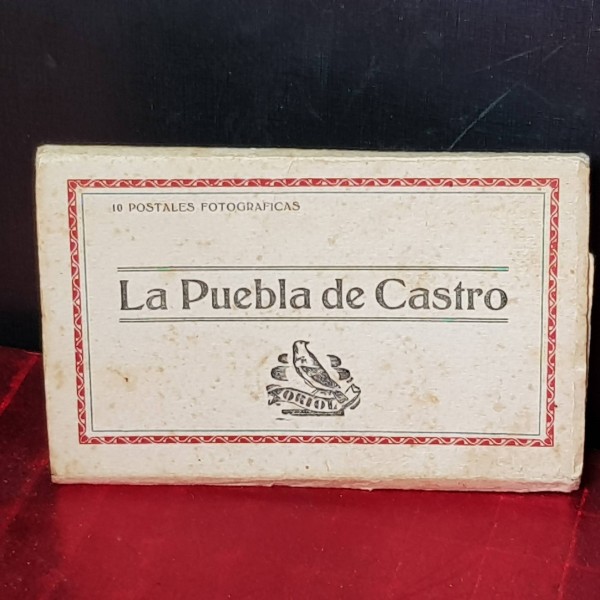 10 POSTALES FOTOGRAFICAS
La Puebla de Castro
ORIOL